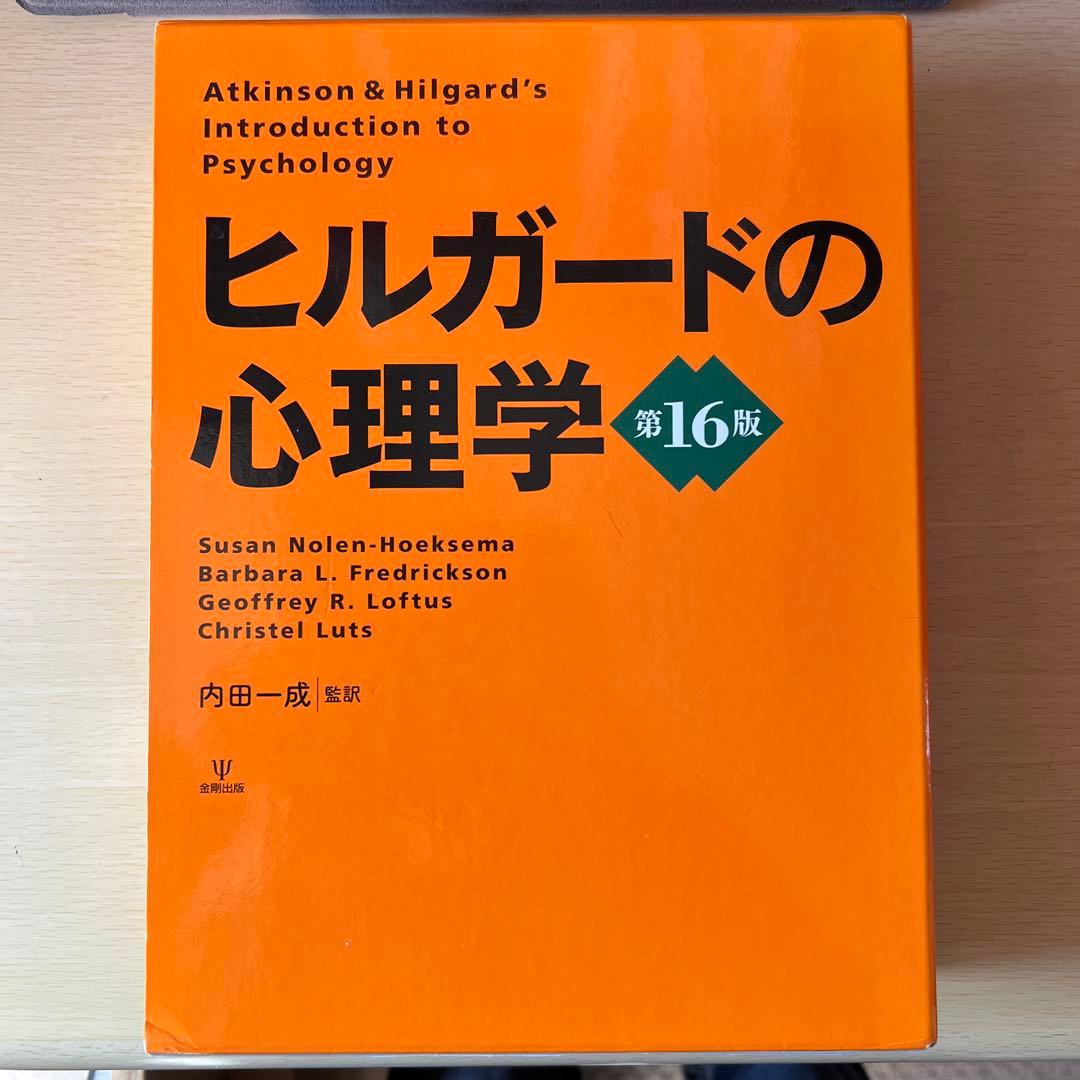 Atkinson & Hilgard's
Introduction to
Psychology
ヒルガードの
心理学
第16版
Susan Nolen-Hoeksema
Barbara L. Fredrickson
Geoffrey R. Loftus
Christel Luts
内田一成 監訳
Ψ
金剛出版